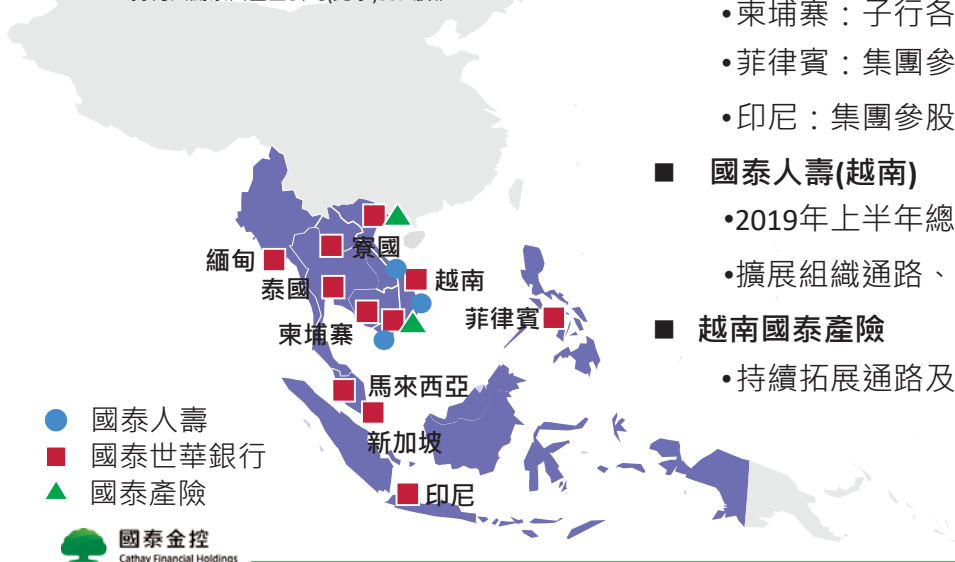 •柬埔寨：子行各
•菲律賓：集團參
•印尼：集團參股
■ 國泰人壽(越南)
•2019年上半年總
•擴展組織通路、
■ 越南國泰產險
•持續拓展通路及
緬甸
寮國
泰國
越南
柬埔寨
菲律賓
馬來西亞
新加坡
印尼
國泰人壽
國泰世華銀行
國泰產險
國泰金控
Cathay Financial Holdings